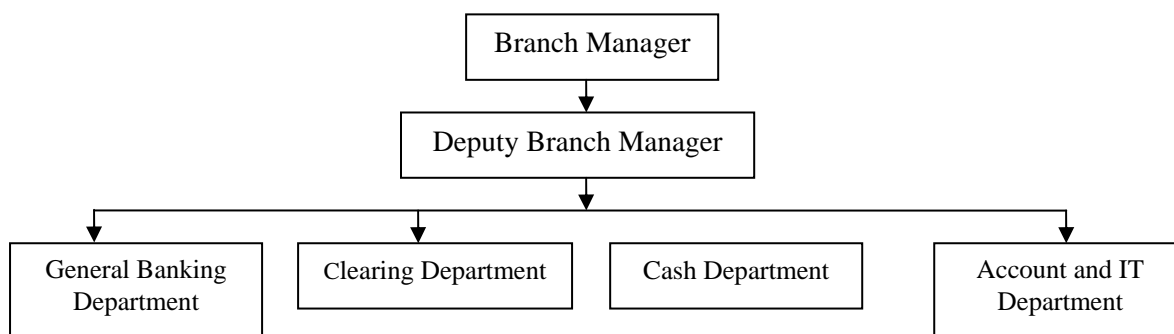 Branch Manager
Deputy Branch Manager
General Banking
Department
Clearing Department
Cash Department
Account and IT
Department